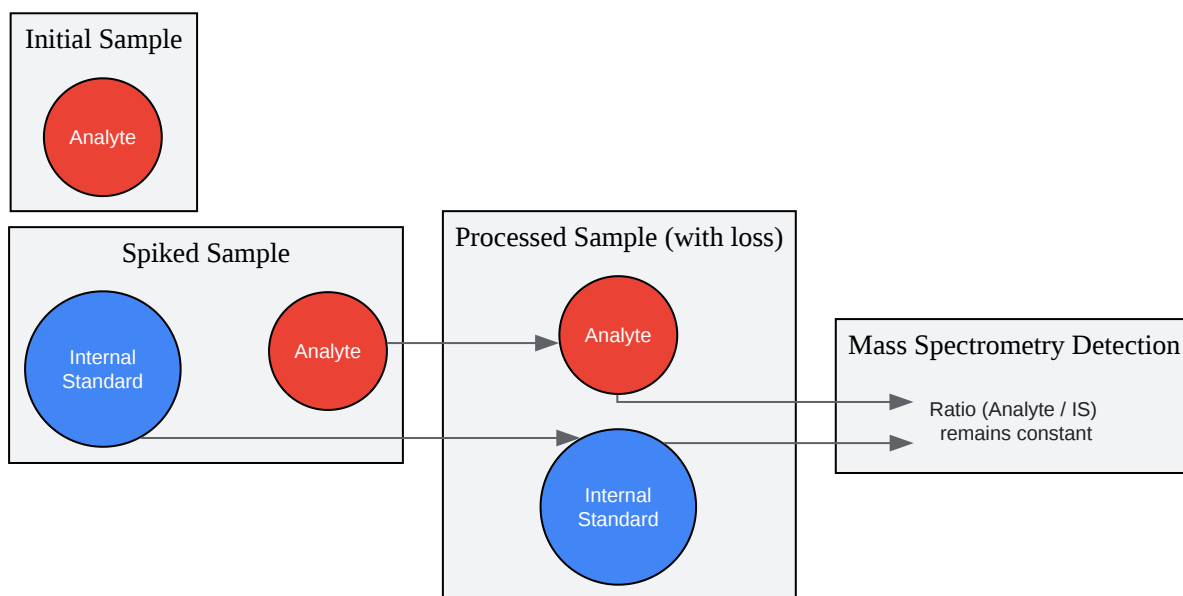 Initial Sample
Analyte
Spiked Sample
Internal
Standard
Analyte
Processed Sample (with loss)
Analyte
Internal
Standard
Mass Spectrometry Detection
Ratio (Analyte / IS)
remains constant